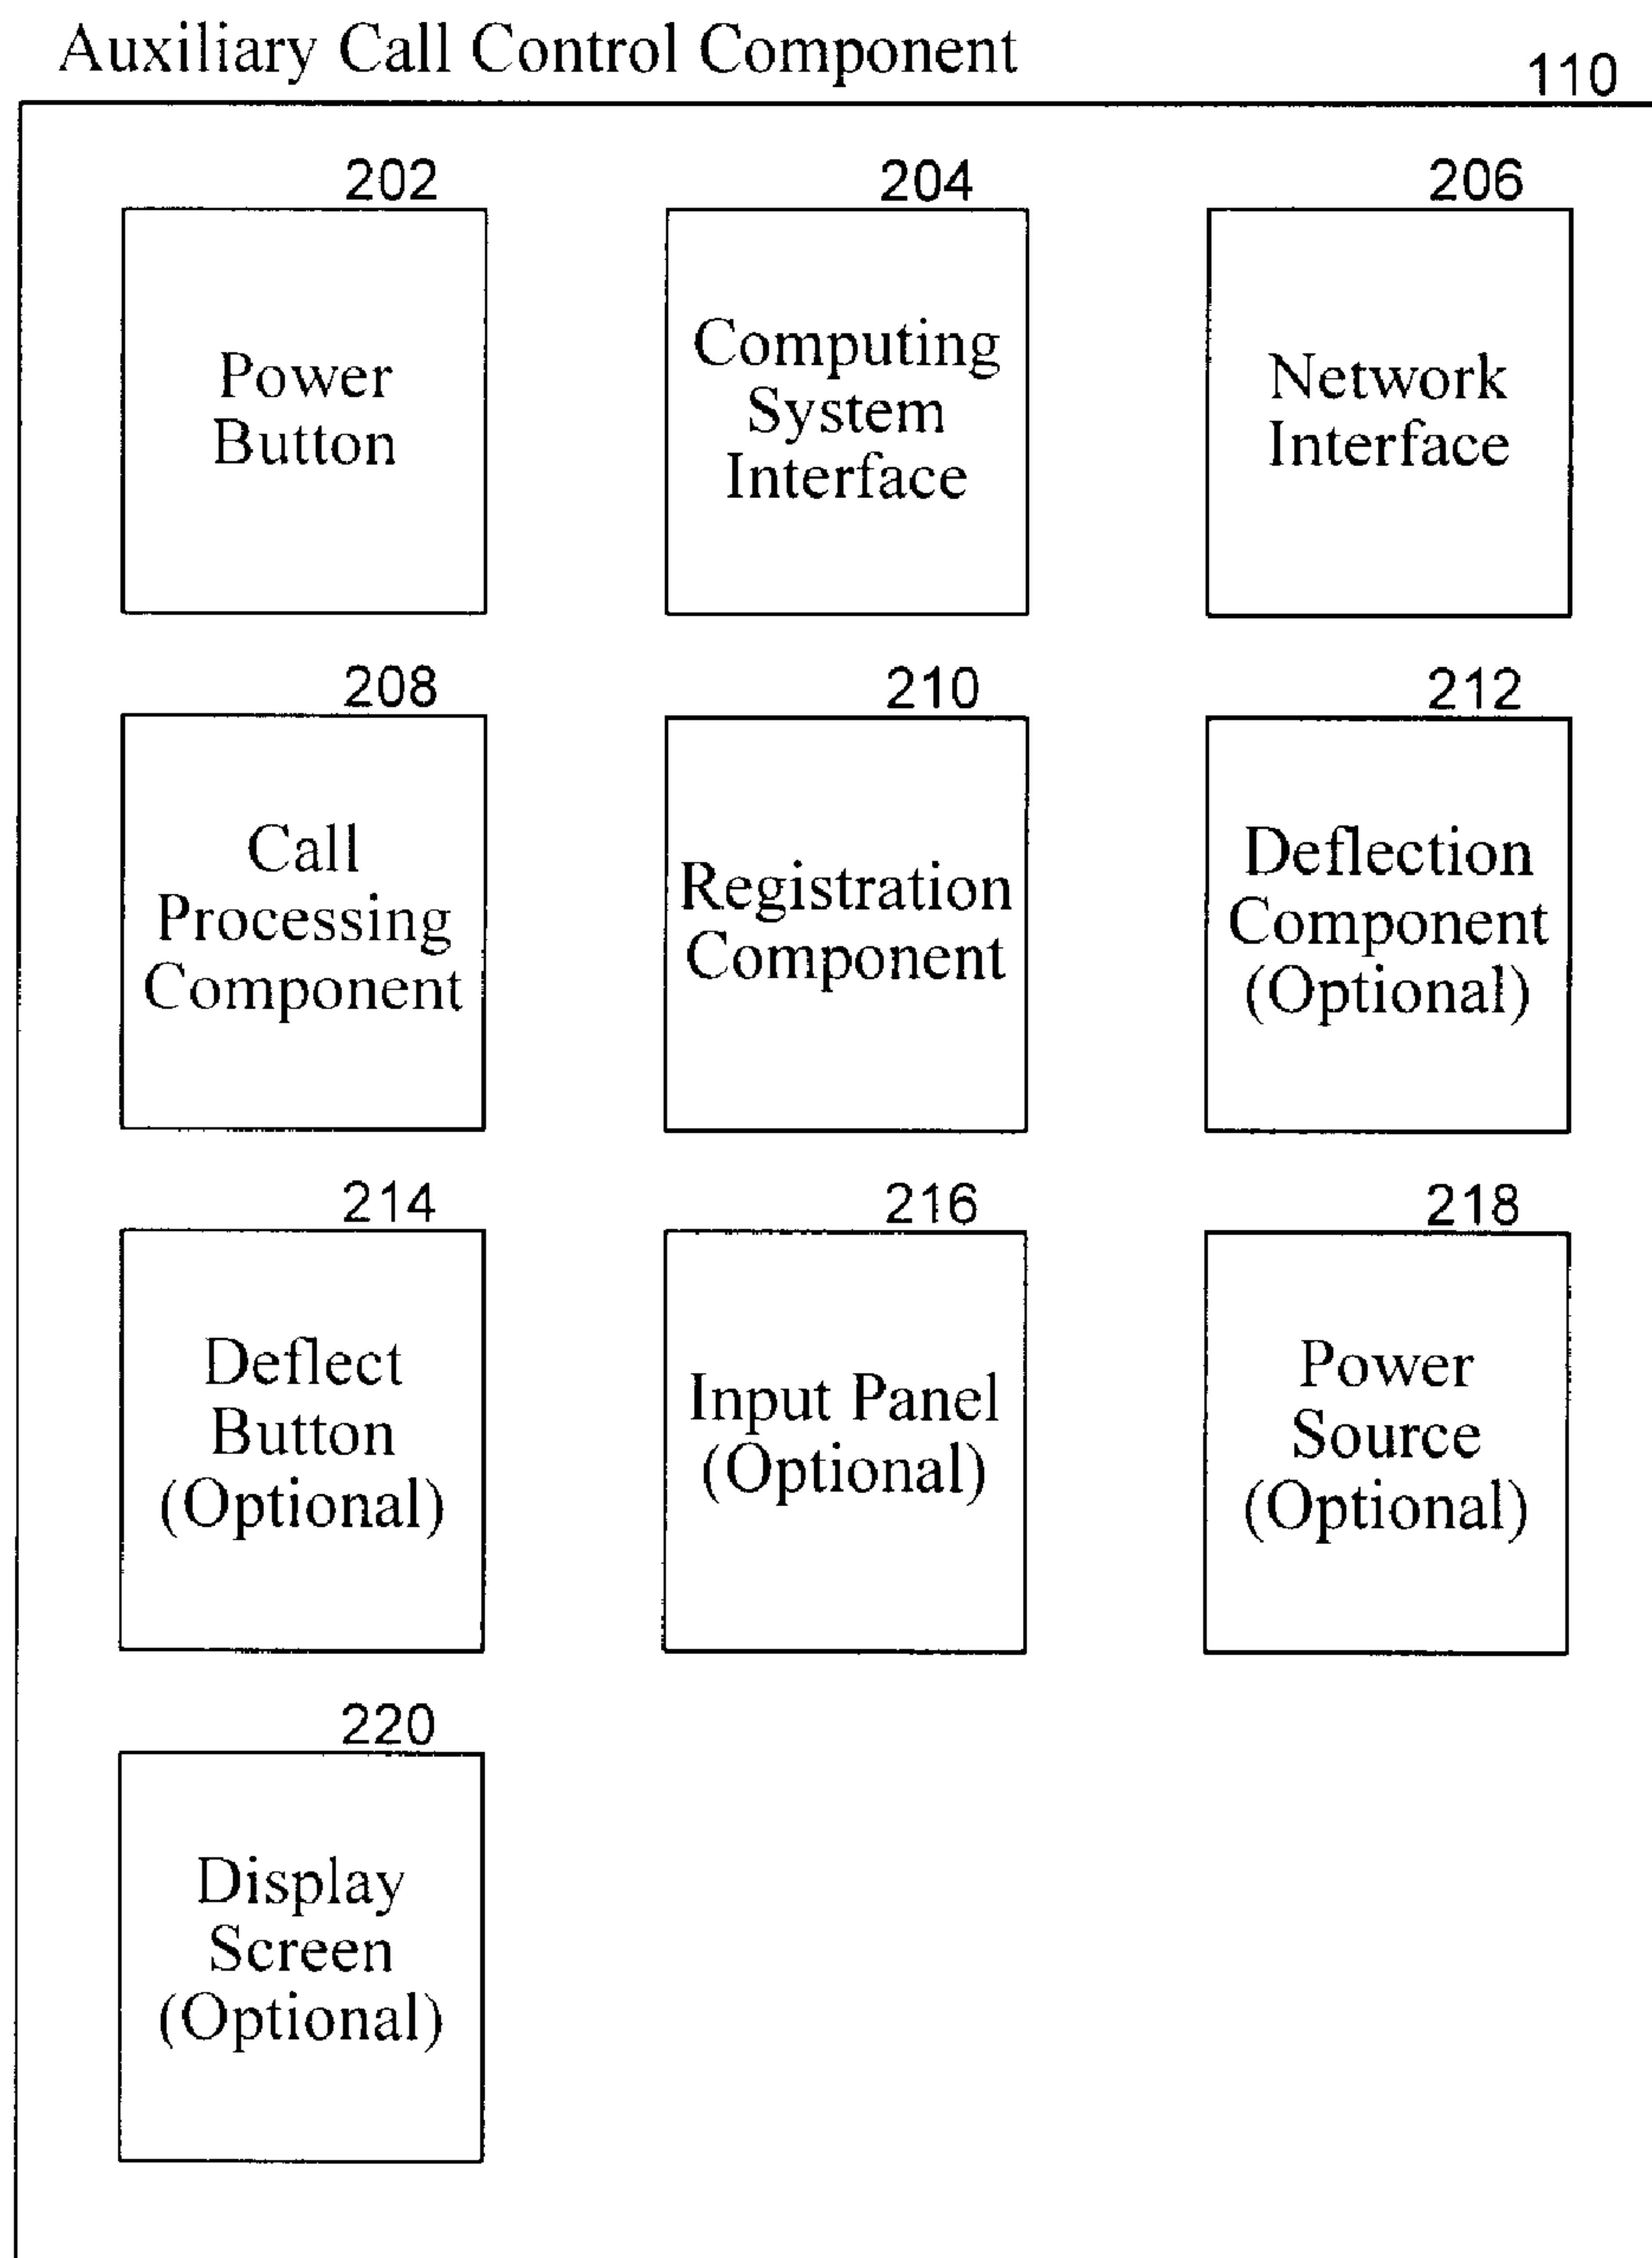 Auxiliary Call Control Component
110
202
204
206
Power
Button
Computing
System
Interface
Network
Interface
208
210
212
Call
Processing
Component
Registration
Component
Deflection
Component
(Optional)
214
216
218
Deflect
Button
(Optional)
Input Panel
(Optional)
Power
Source
(Optional)
220
Display
Screen
(Optional)